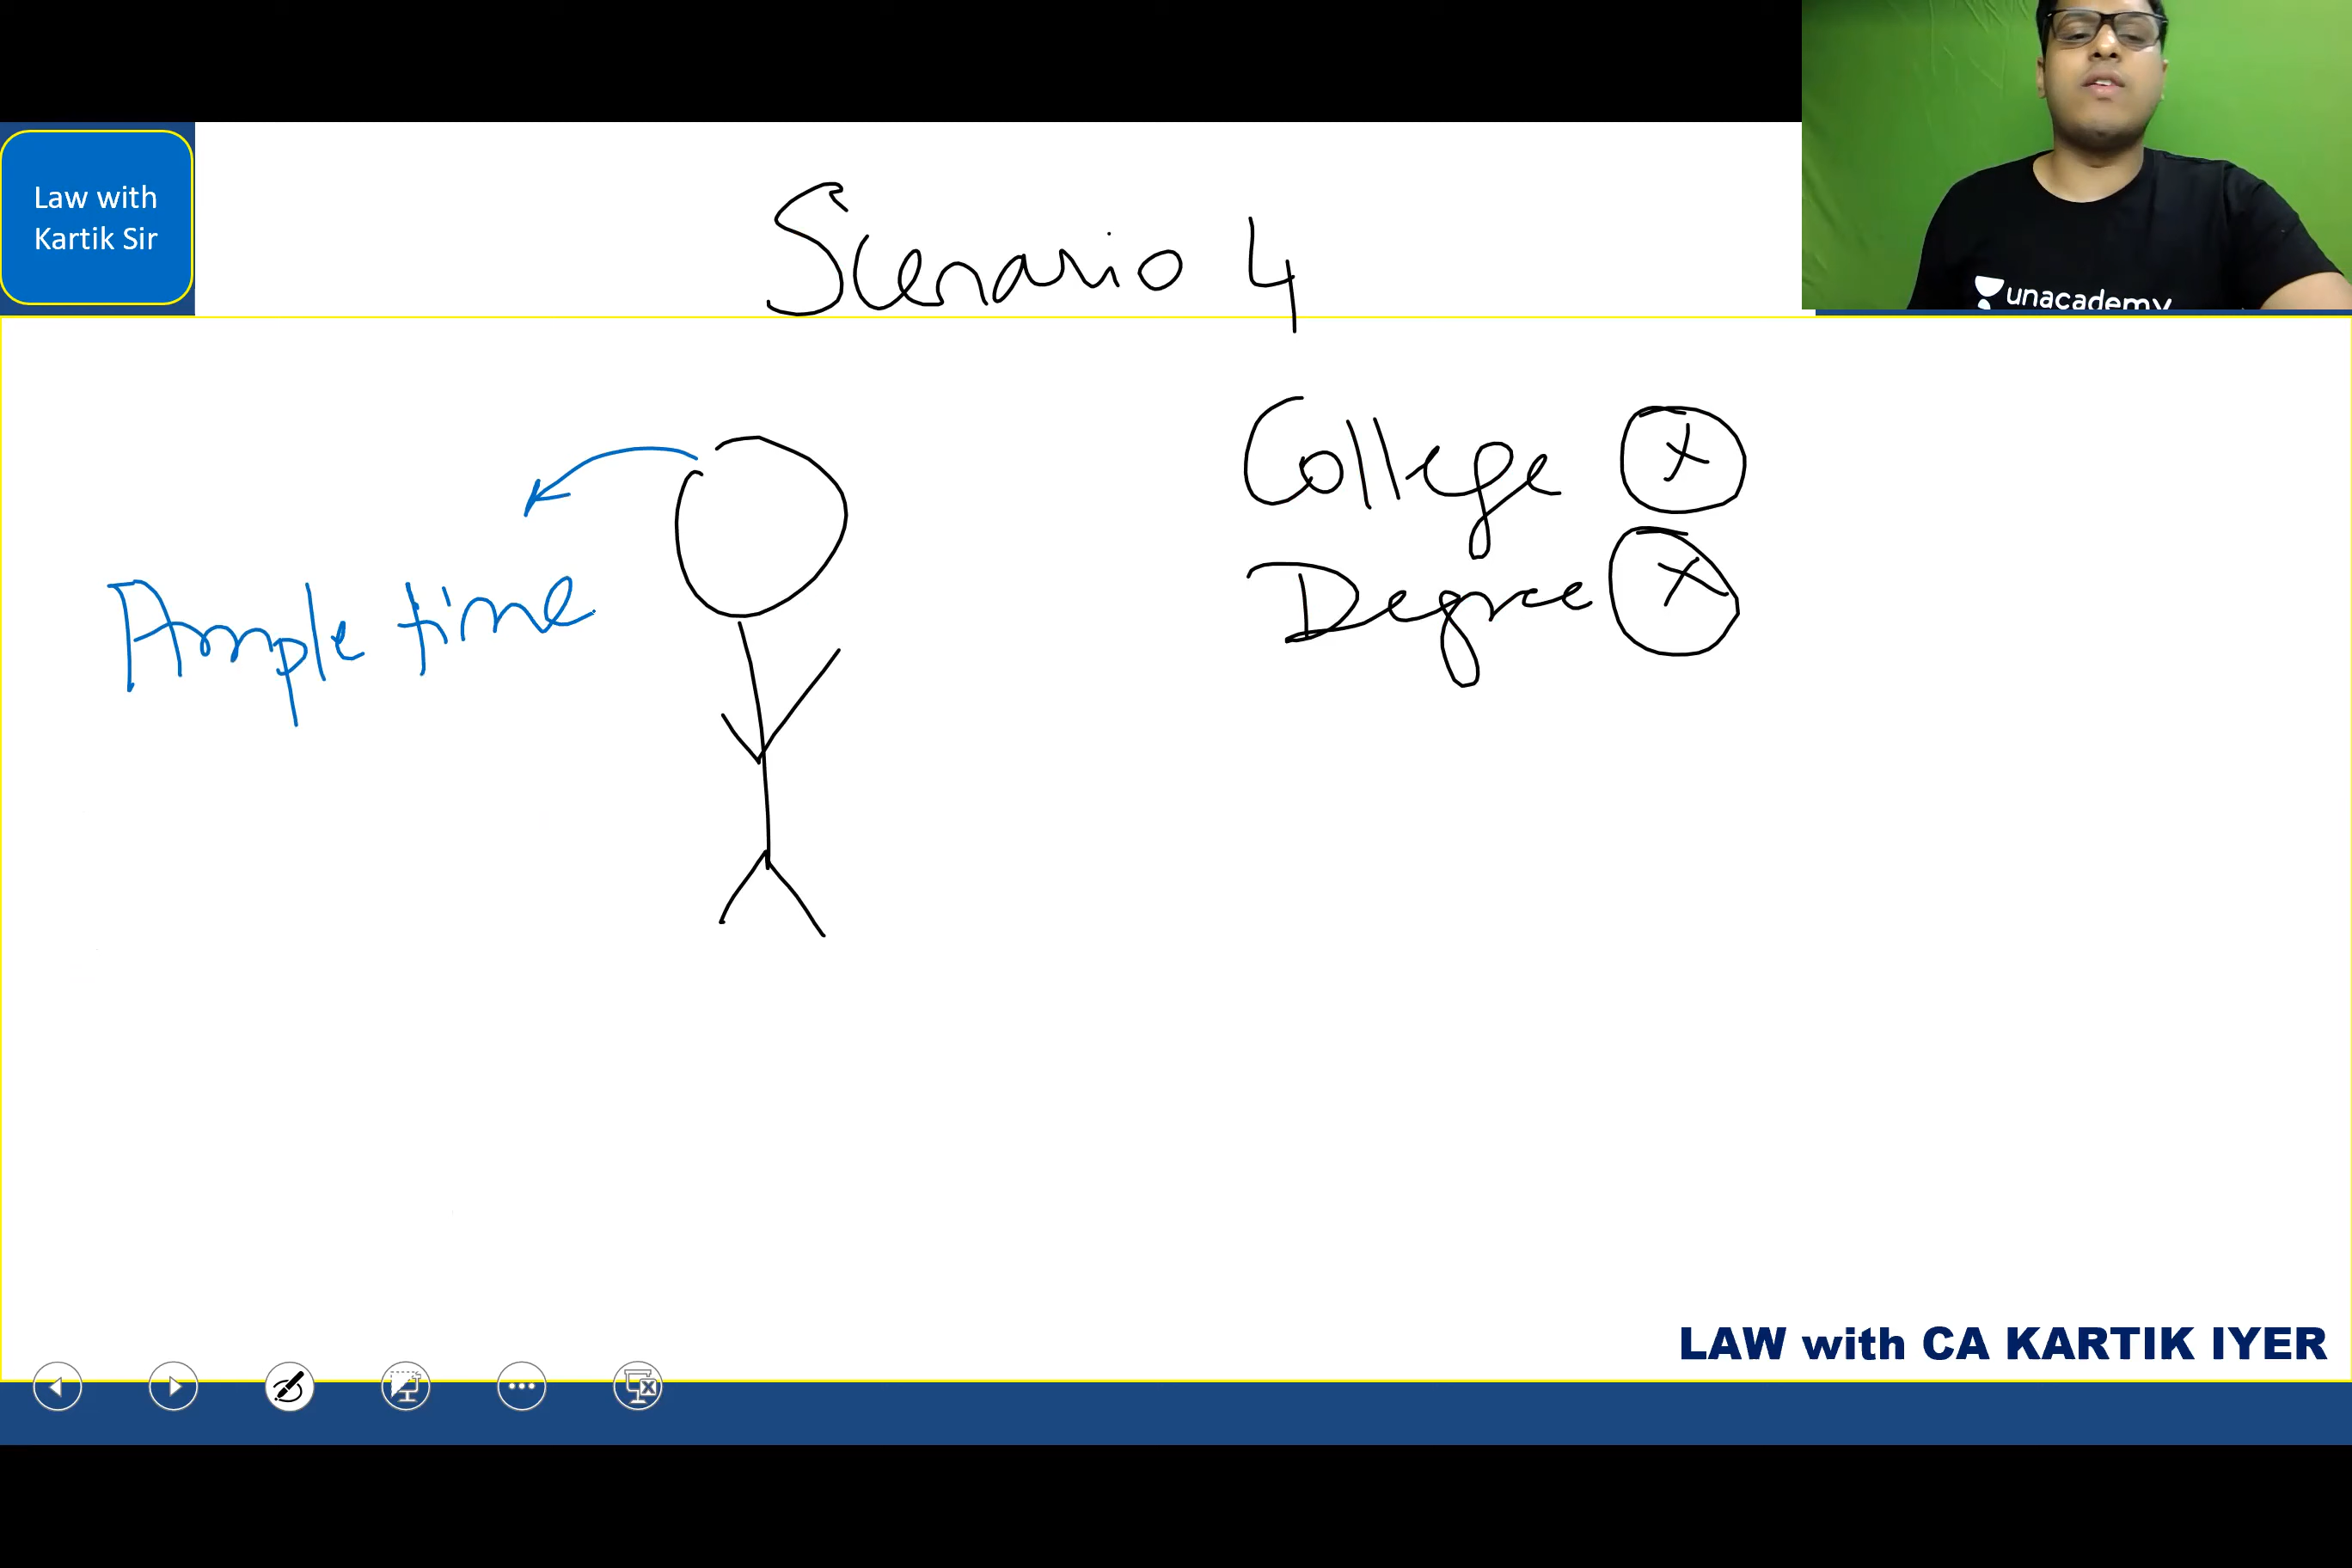 Law with
Kartik Sir
Scenario 4
unacademy
College X
Ample time
Degree X
LAW with CA KARTIK IYER